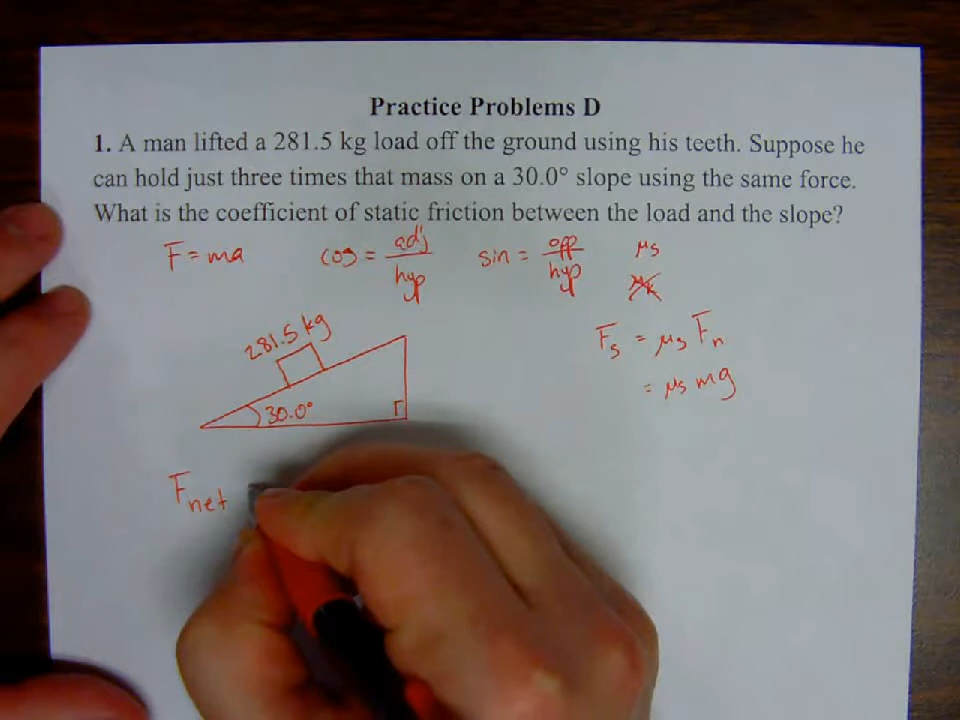 Practice Problems D
1. A man lifted a 281.5 kg load off the ground using his teeth. Suppose he
can hold just three times that mass on a 30.0° slope using the same force.
What is the coefficient of static friction between the load and the slope?
F = ma cos = adj/hyp sin = opp/hyp μs
μk
281.5 kg
Fs = μs Fn
= μs mg
30.0°
Fnet